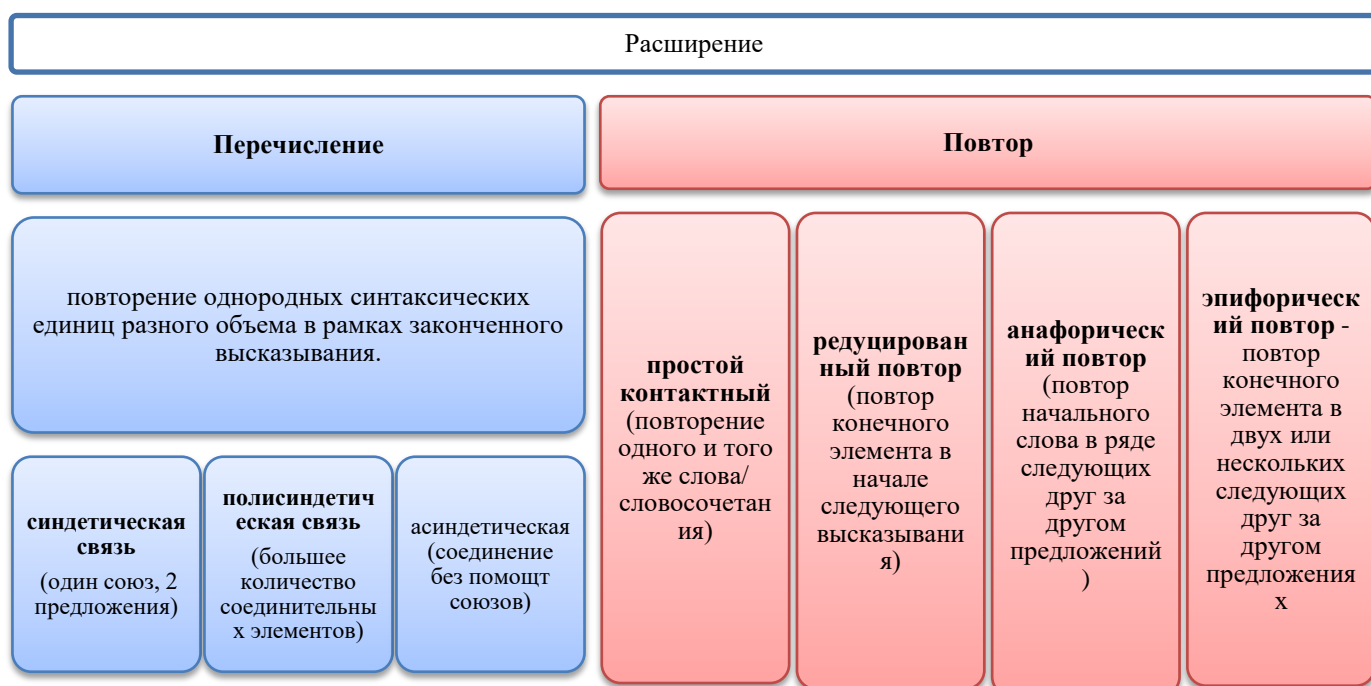 Расширение
Перечисление
Повтор
повторение однородных синтаксических
единиц разного объема в рамках законченного
высказывания.
синдетическая
связь
(один союз, 2
предложения)
полисиндетич
еская связь
(большее
количество
соединительны
х элементов)
асиндетическая
(соединение
без помощт
союзов)
простой
контактный
(повторение
одного и того
же слова/
словосочетан
ия)
редуцирован
ный повтор
(повтор
конечного
элемента в
начале
следующего
высказывани
я)
анафорическ
ий повтор
(повтор
начального
слова в ряде
следующих
друг за
другом
предложений
)
эпифорическ
ий повтор -
повтор
конечного
элемента в
двух или
нескольких
следующих
друг за
другом
предложения
х